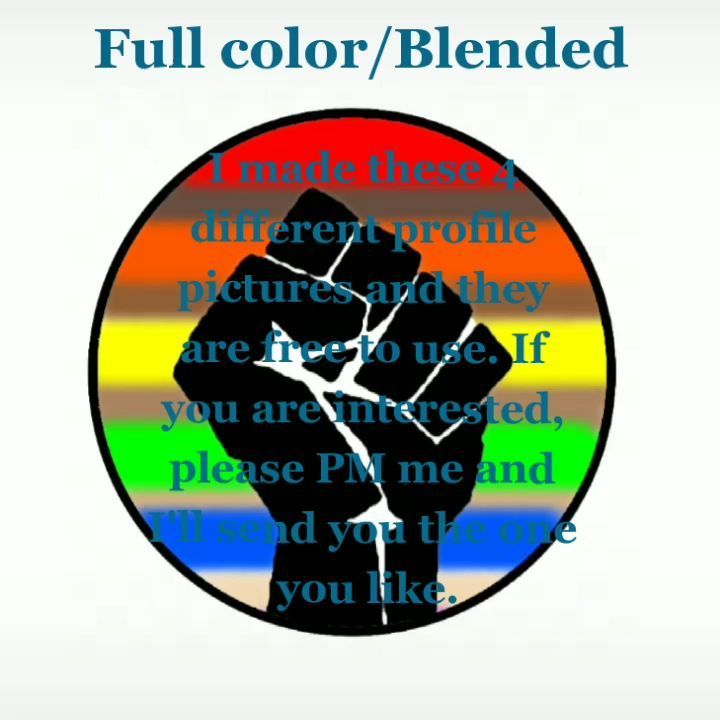 Full color/Blended
I made these 4
different profile
pictures and they
are free to use. If
you are interested,
please PM me and
I'll send you the one
you like.